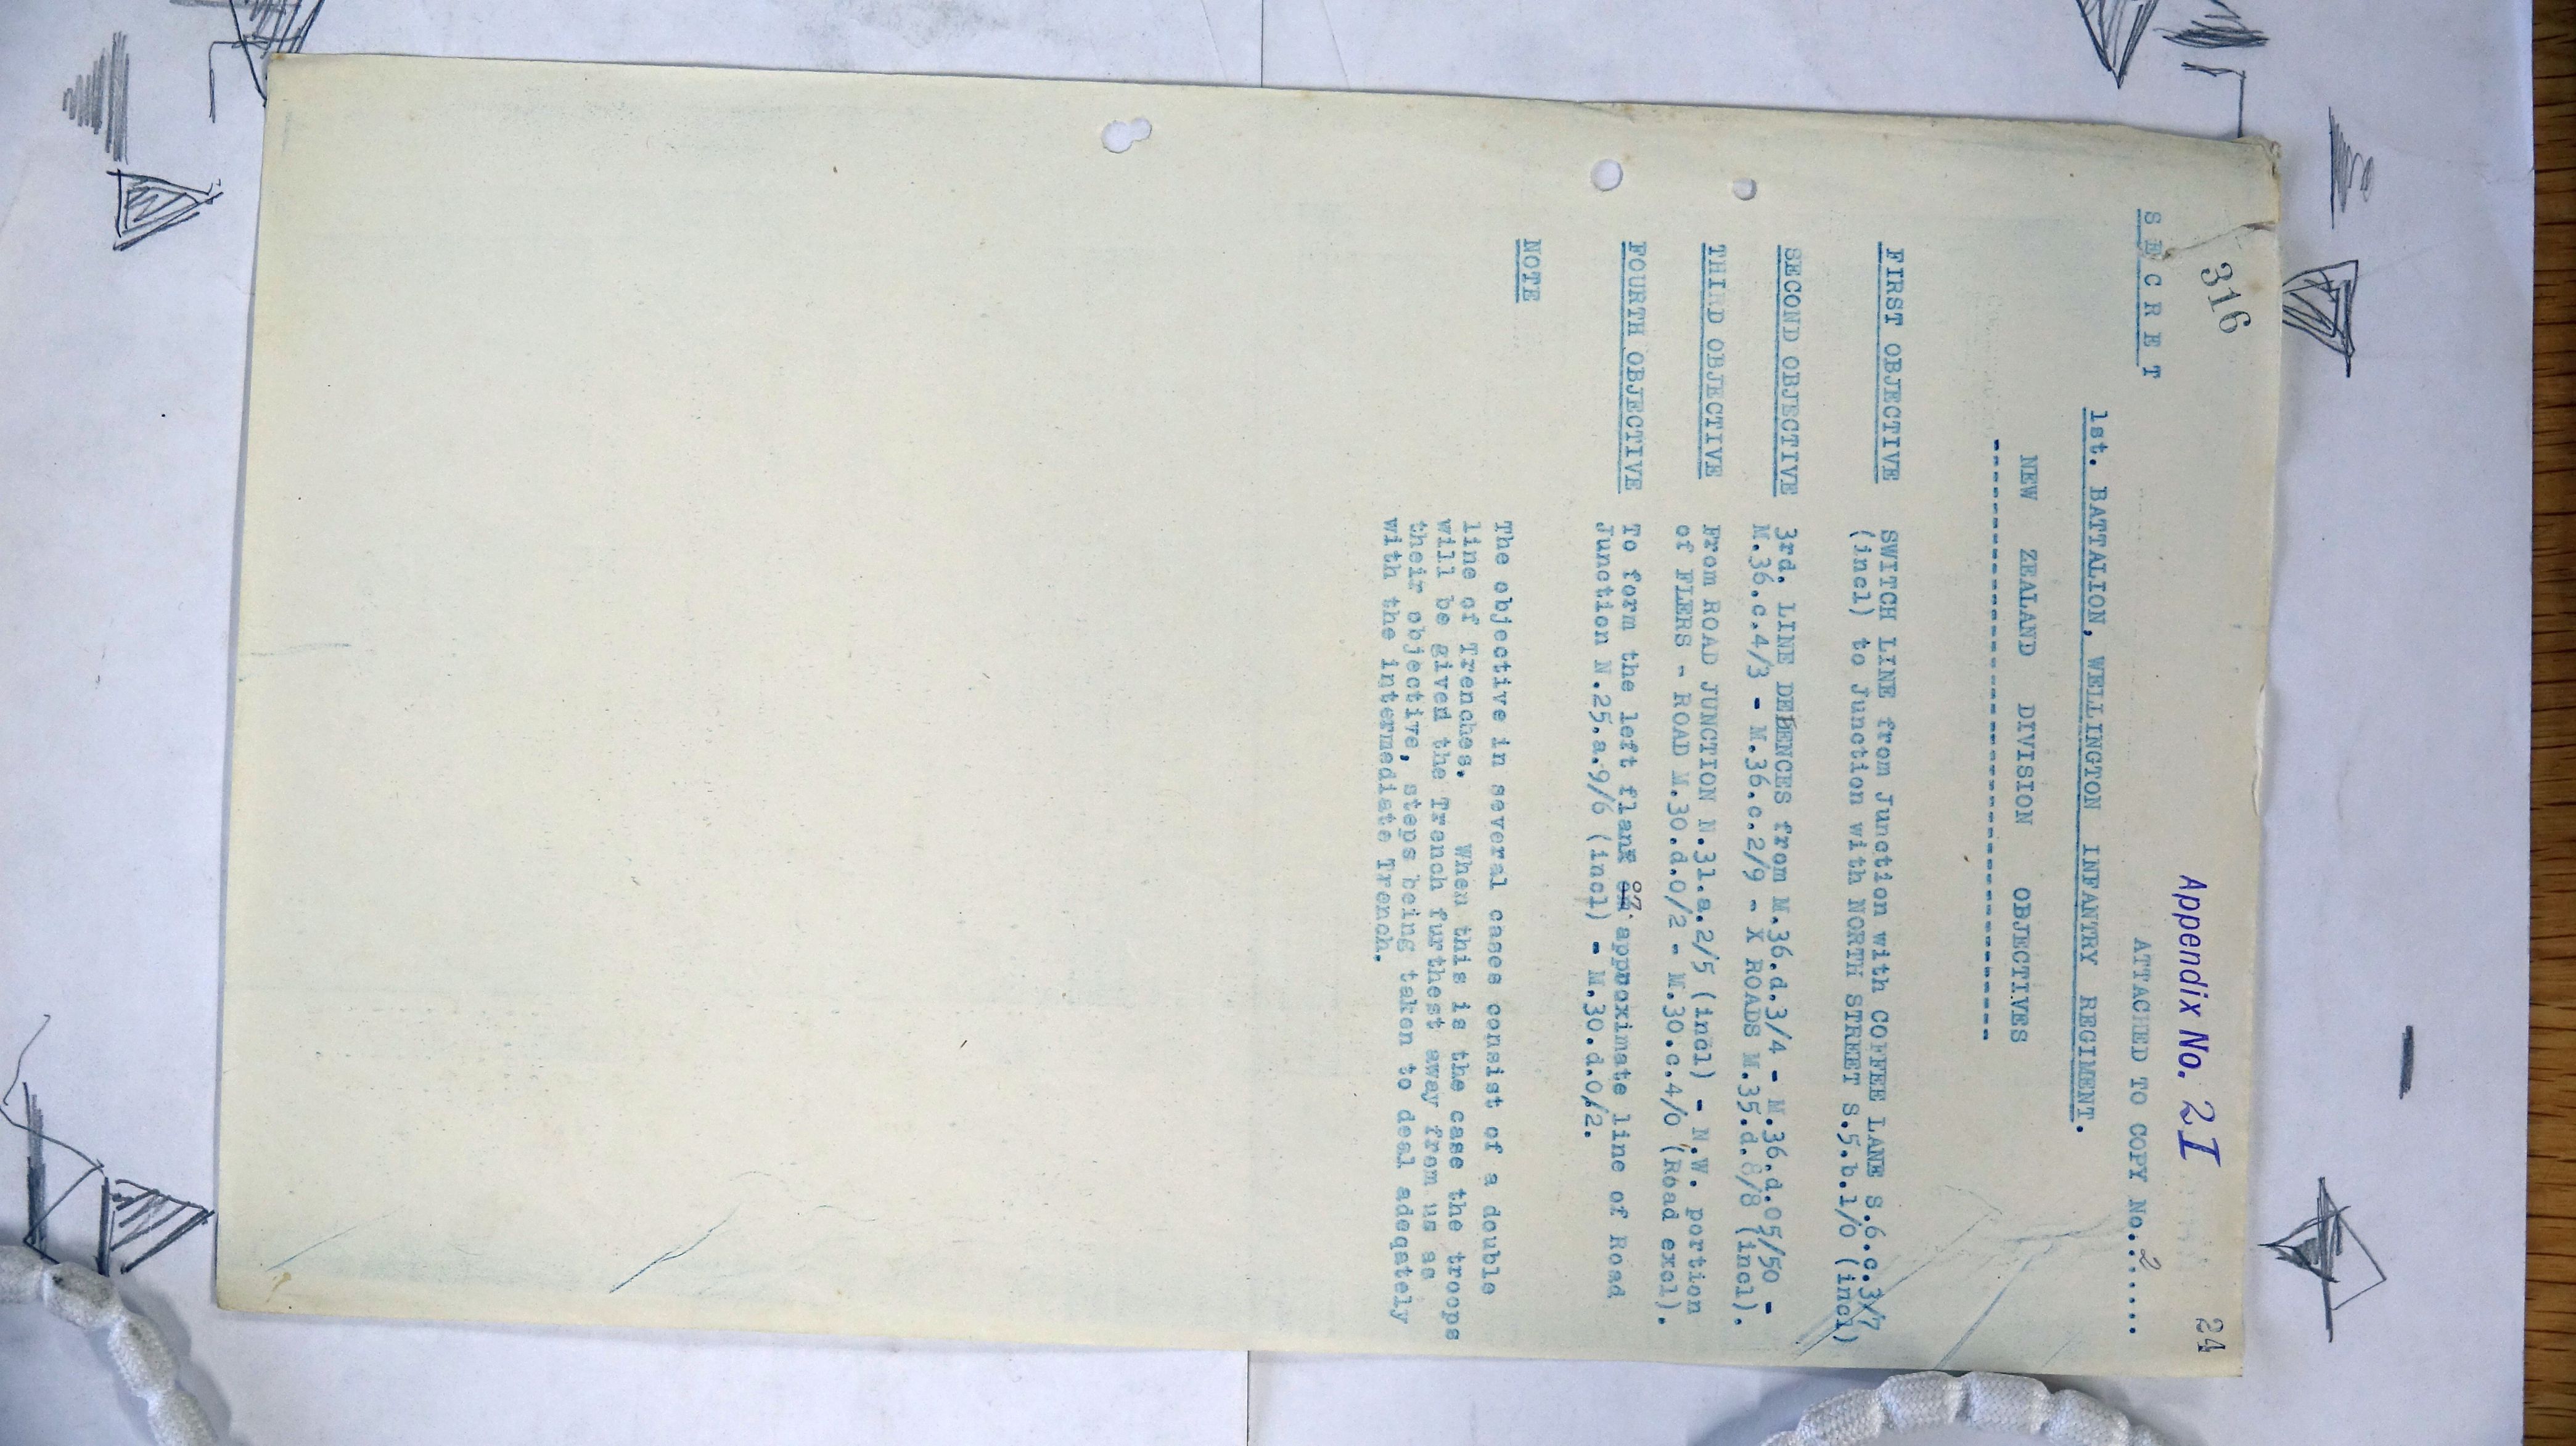 316
Appendix No. 2I
24
S E C R E T
ATTACHED TO COPY No...2......
1st. BATTALION, WELLINGTON INFANTRY REGIMENT.
NEW ZEALAND DIVISION OBJECTIVES
FIRST OBJECTIVE SWITCH LINE from Junction with COFFEE LANE S.6.c.3/7
(incl) to Junction with NORTH STREET S.5.b.1/0 (incl)
SECOND OBJECTIVE 3rd. LINE DEFENCES from M.36.d.3/4 - M.36.d.05/50 -
M.36.c.4/3 - M.36.c.2/9 - X ROADS M.35.d.8/8 (incl).
THIRD OBJECTIVE From ROAD JUNCTION N.31.a.2/5 (incl) - N.W. portion
of FLERS - ROAD M.30.d.0/2 - M.30.c.4/0 (Road excl).
FOURTH OBJECTIVE To form the left flank on approximate line of Road
Junction N.25.a.9/6 (incl) - M.30.d.0/2.
NOTE
The objective in several cases consist of a double
line of Trenches. When this is the case the troops
will be given the Trench furthest away from us as
their objective, steps being taken to deal adeqately
with the intermediate Trench.